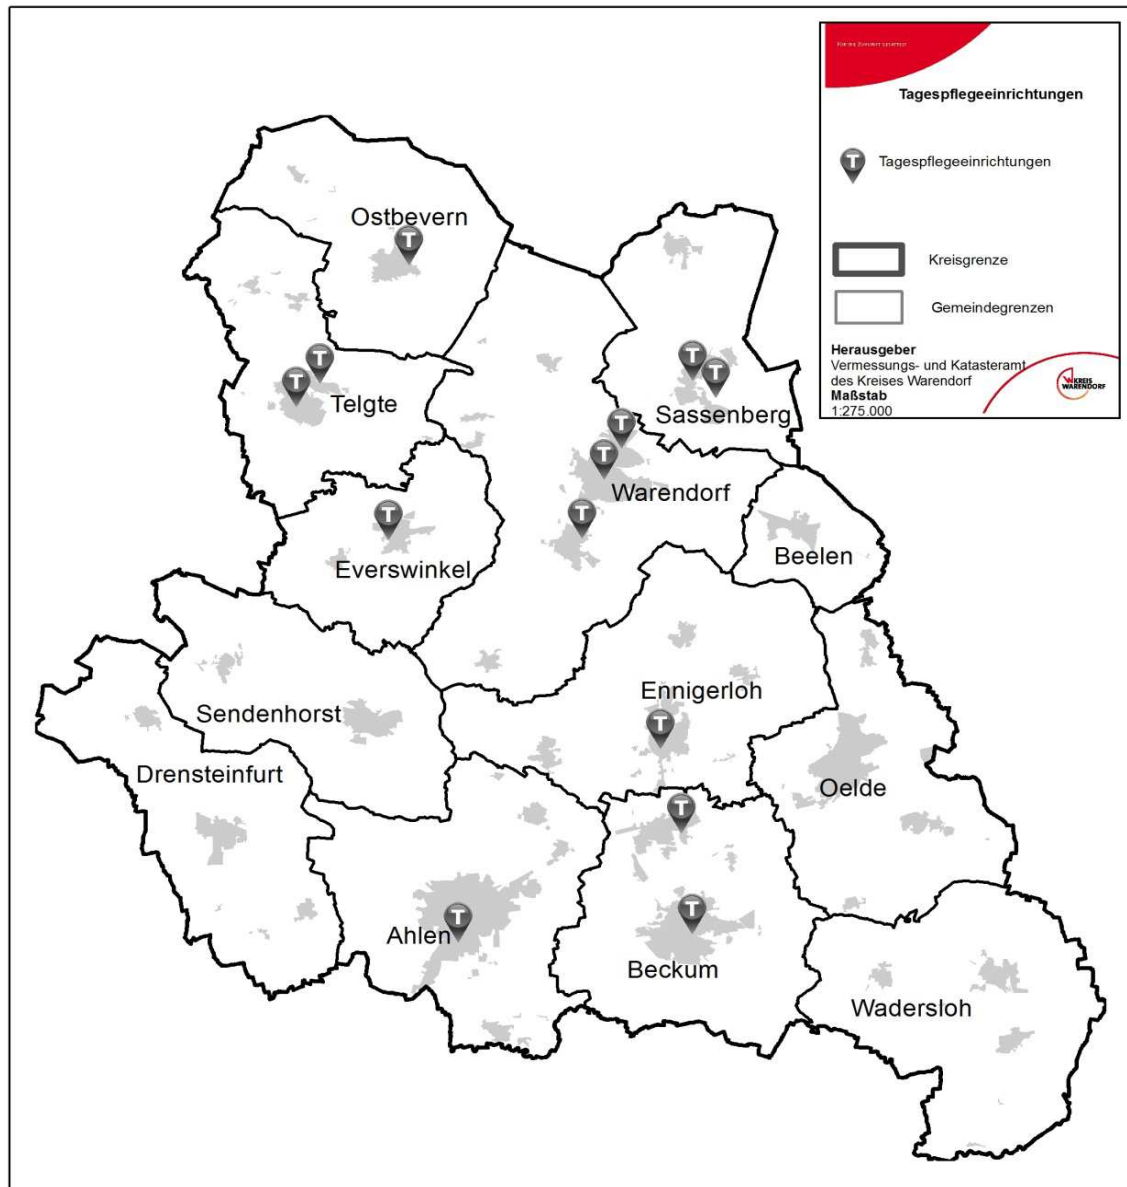 Tagespflegeeinrichtungen
T Tagespflegeeinrichtungen
Kreisgrenze
Gemeindegrenzen
Herausgeber
Vermessungs- und Katasteramt
des Kreises Warendorf
Maßstab
1:275.000
KREIS
WARENDORF
Ostbevern
T
T
T
Telgte
T
T
Sassenberg
T
T
Warendorf
T
T
Everswinkel
Beelen
Ennigerloh
T
Sendenhorst
Drensteinfurt
Oelde
T
T
Ahlen
T
Beckum
Wadersloh